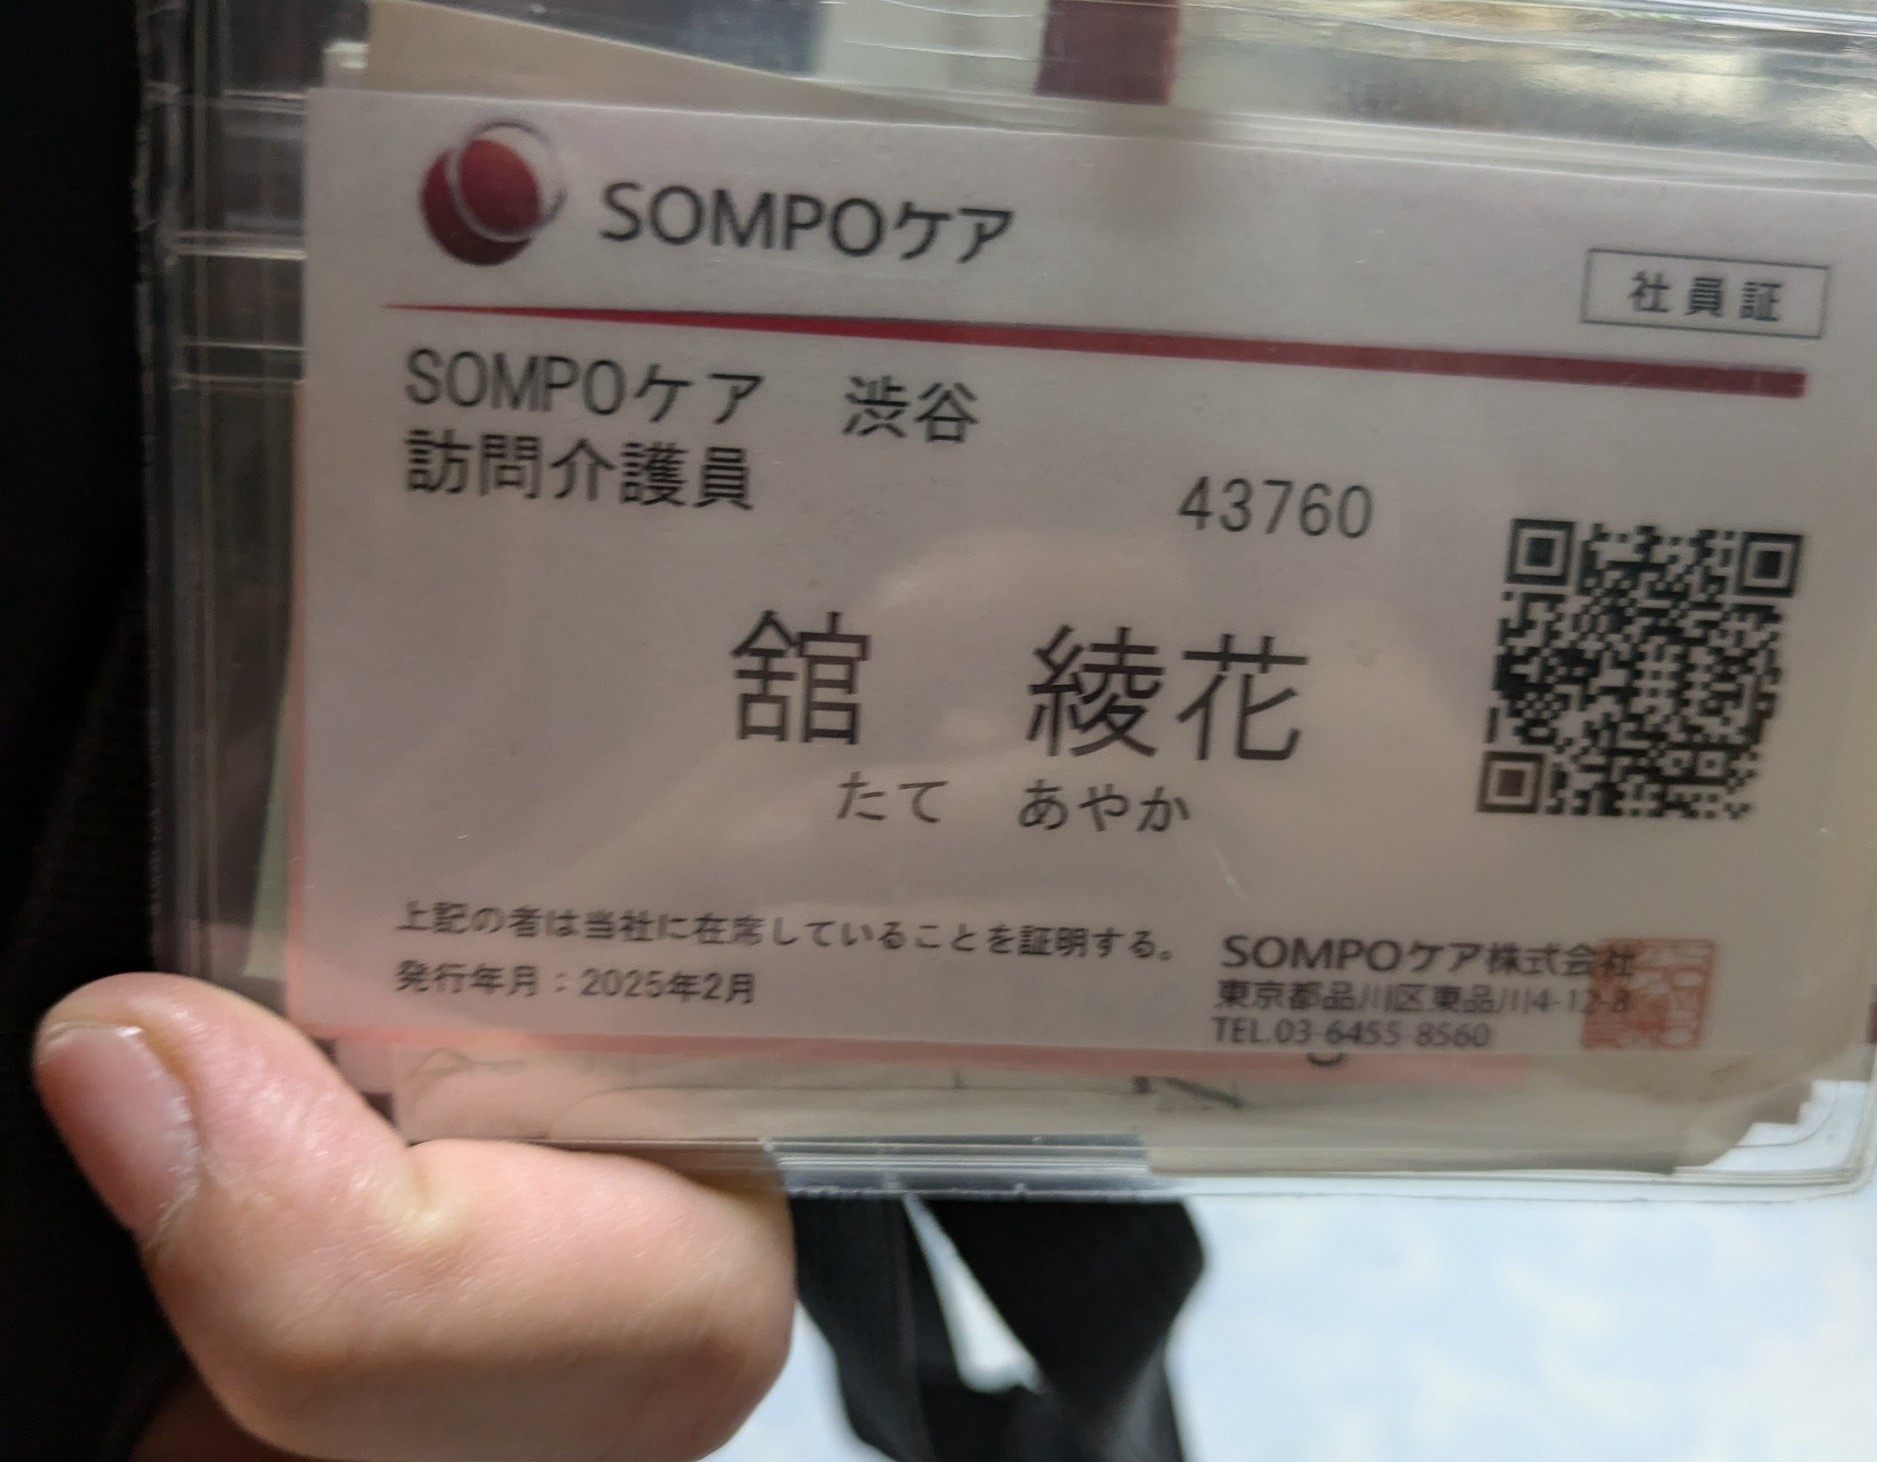 SOMPOケア
社員証
SOMPOケア　渋谷
訪問介護員
43760
舘　綾花
たて　あやか
上記の者は当社に在席していることを証明する。
発行年月：2025年2月
SOMPOケア株式会社
東京都品川区東品川4-12-8
TEL.03-6455-8560